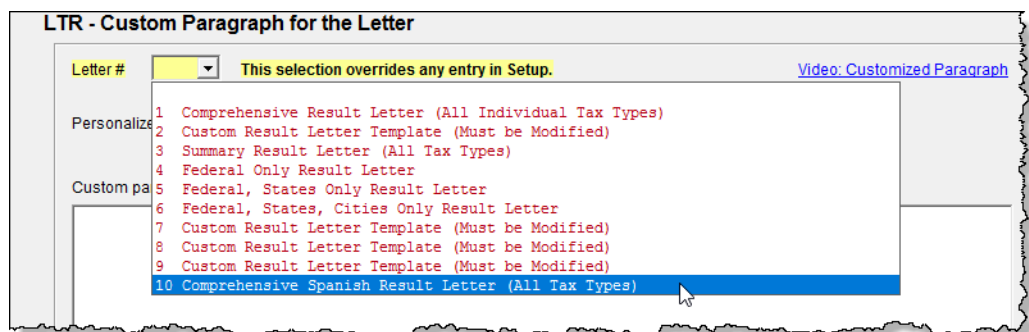 LTR - Custom Paragraph for the Letter
Letter # This selection overrides any entry in Setup. Video: Customized Paragraph
1 Comprehensive Result Letter (All Individual Tax Types)
Personalize
2 Custom Result Letter Template (Must be Modified)
3 Summary Result Letter (All Tax Types)
4 Federal Only Result Letter
Custom pa
5 Federal, States Only Result Letter
6 Federal, States, Cities Only Result Letter
7 Custom Result Letter Template (Must be Modified)
8 Custom Result Letter Template (Must be Modified)
9 Custom Result Letter Template (Must be Modified)
10 Comprehensive Spanish Result Letter (All Tax Types)